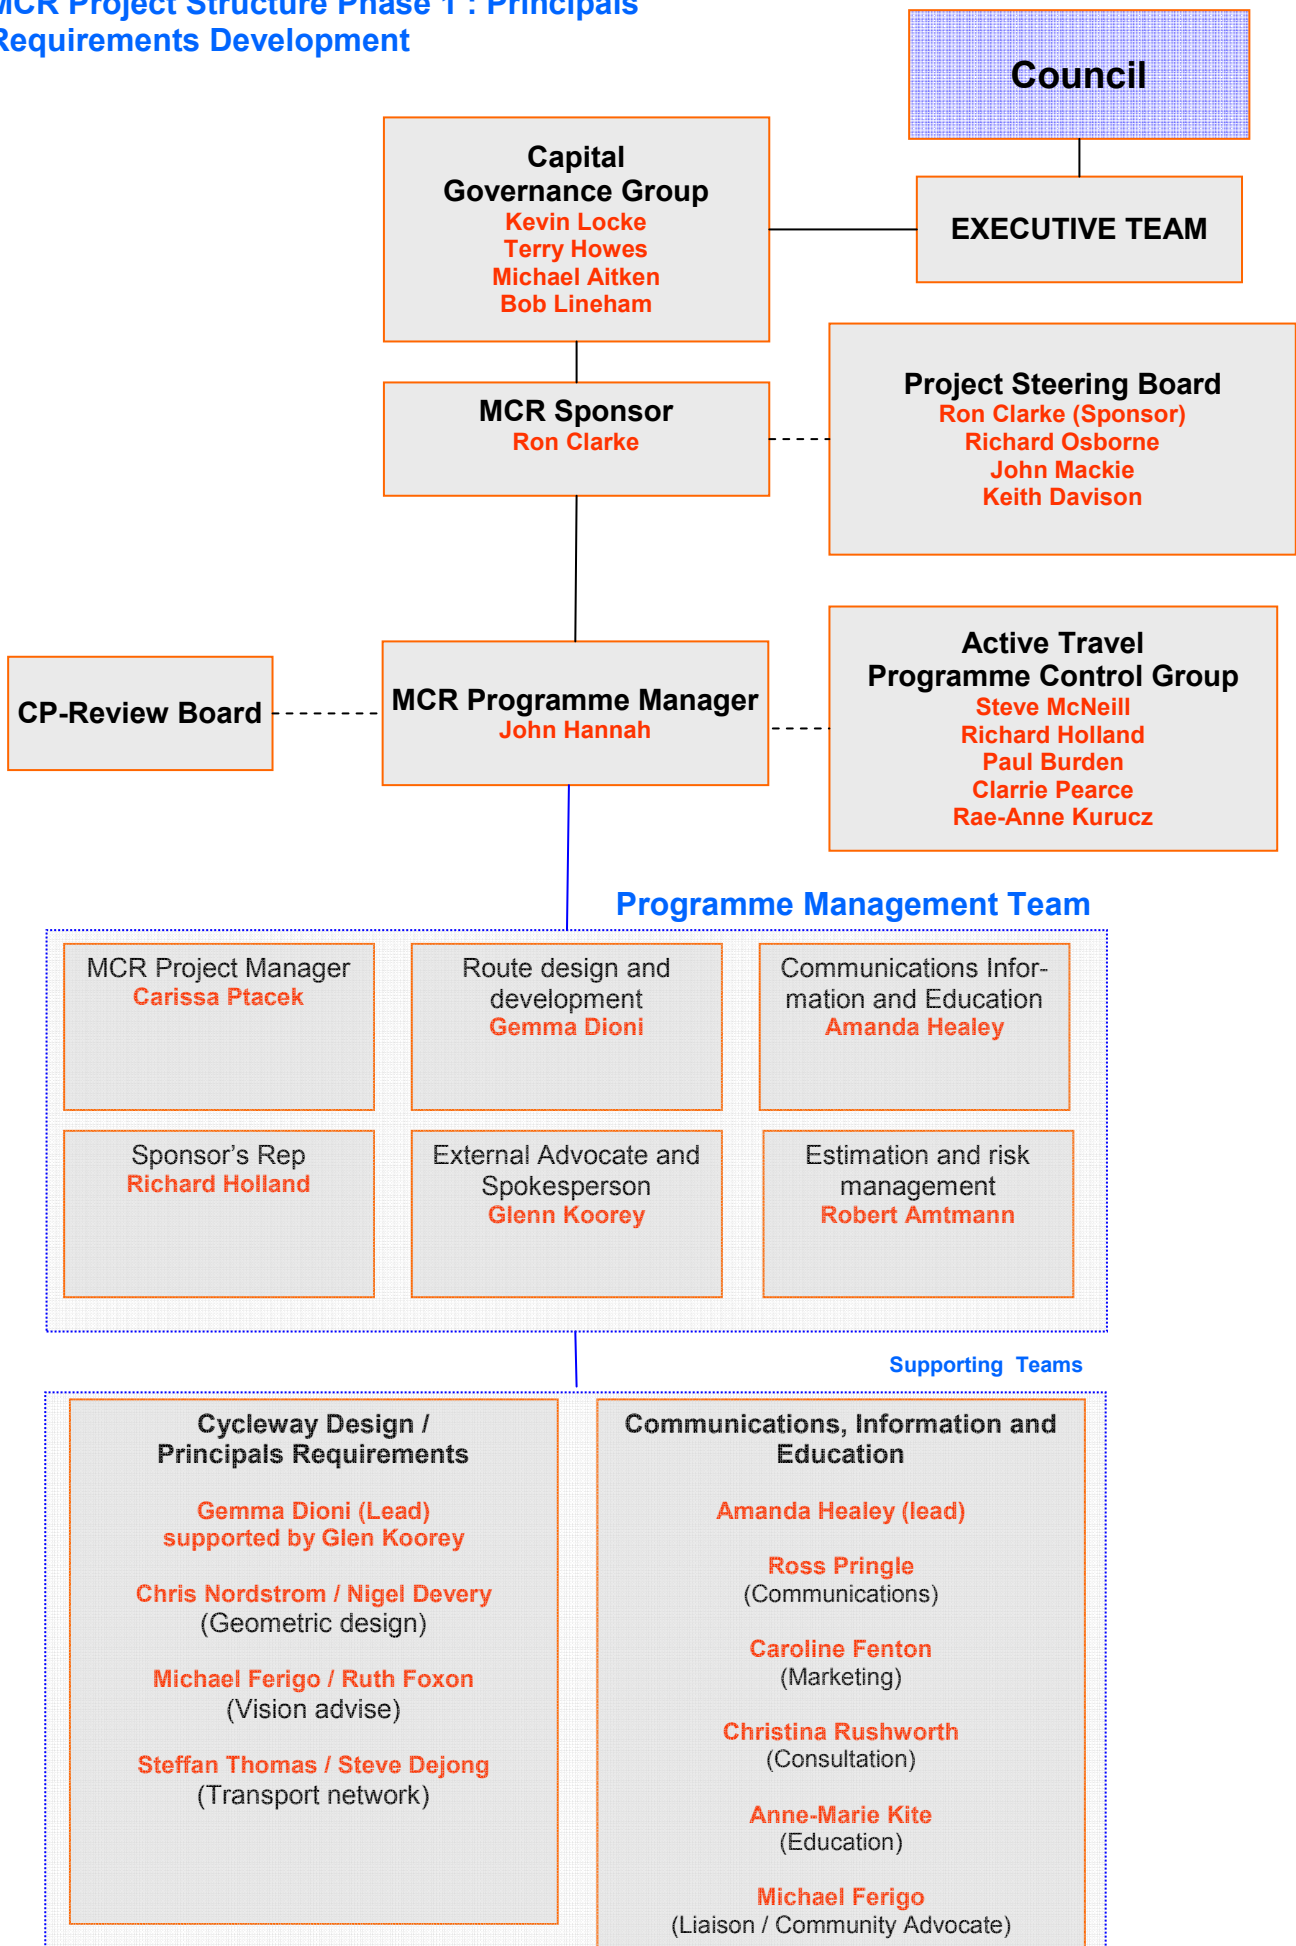 MCR Project Structure Phase 1 : Principals
Requirements Development
Council
Capital
Governance Group
Kevin Locke
Terry Howes
Michael Aitken
Bob Lineham
EXECUTIVE TEAM
MCR Sponsor
Ron Clarke
Project Steering Board
Ron Clarke (Sponsor)
Richard Osborne
John Mackie
Keith Davison
CP-Review Board
MCR Programme Manager
John Hannah
Active Travel
Programme Control Group
Steve McNeill
Richard Holland
Paul Burden
Clarrie Pearce
Rae-Anne Kurucz
Programme Management Team
MCR Project Manager
Carissa Ptacek
Route design and
development
Gemma Dioni
Communications Infor-
mation and Education
Amanda Healey
Sponsor's Rep
Richard Holland
External Advocate and
Spokesperson
Glenn Koorey
Estimation and risk
management
Robert Amtmann
Supporting Teams
Cycleway Design /
Principals Requirements
Gemma Dioni (Lead)
supported by Glen Koorey
Chris Nordstrom / Nigel Devery
(Geometric design)
Michael Ferigo / Ruth Foxon
(Vision advise)
Steffan Thomas / Steve Dejong
(Transport network)
Communications, Information and
Education
Amanda Healey (lead)
Ross Pringle
(Communications)
Caroline Fenton
(Marketing)
Christina Rushworth
(Consultation)
Anne-Marie Kite
(Education)
Michael Ferigo
(Liaison / Community Advocate)